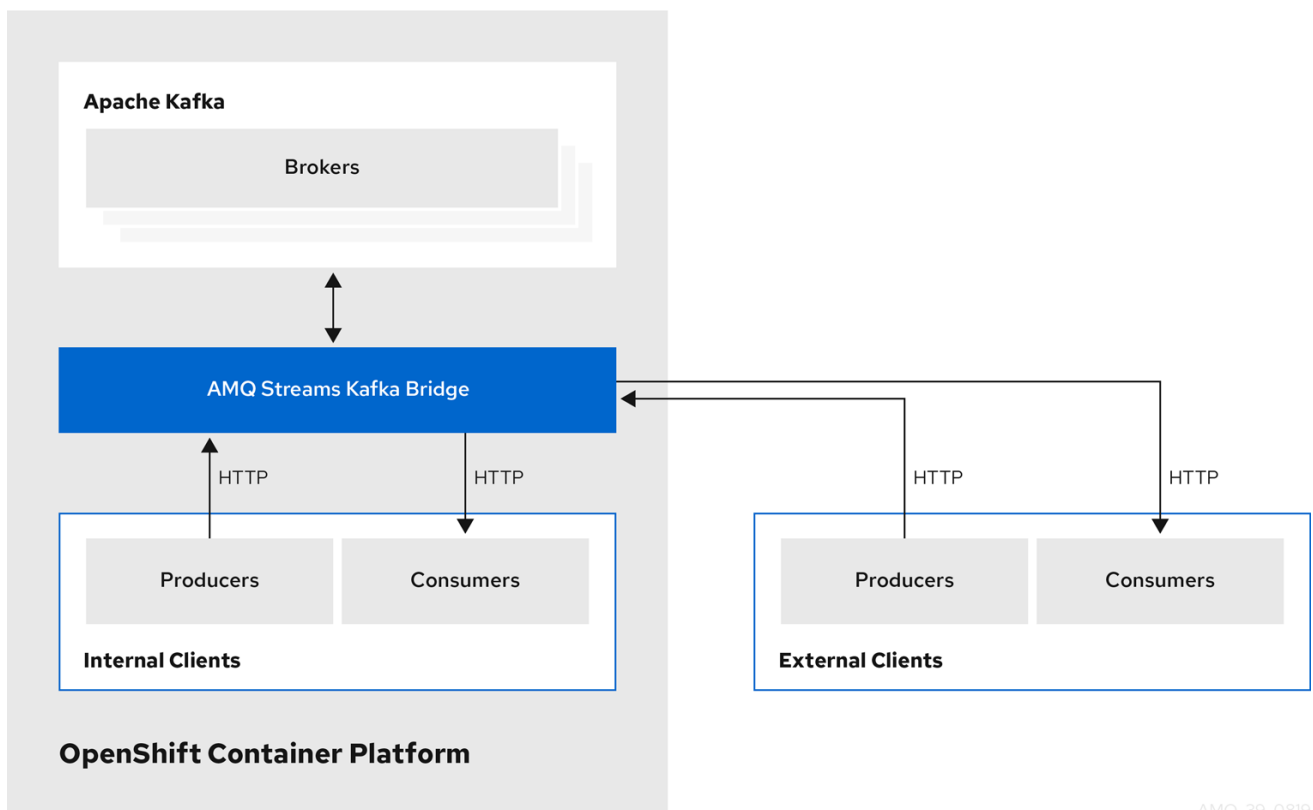 Apache Kafka
Brokers
AMQ Streams Kafka Bridge
HTTP
HTTP
HTTP
HTTP
Producers
Consumers
Producers
Consumers
Internal Clients
External Clients
OpenShift Container Platform